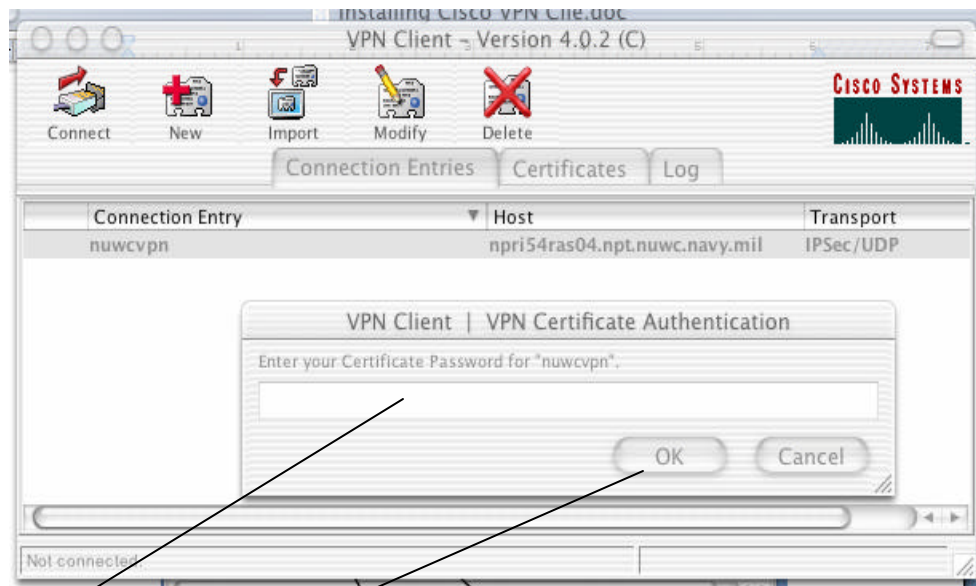 Installing Cisco VPN Clie.doc
VPN Client – Version 4.0.2 (C)
Connect New Import Modify Delete
CISCO SYSTEMS
Connection Entries Certificates Log
Connection Entry Host Transport
nuwcvpn npri54ras04.npt.nuwc.navy.mil IPSec/UDP
VPN Client | VPN Certificate Authentication
Enter your Certificate Password for "nuwcvpn".
OK Cancel
Not connected.